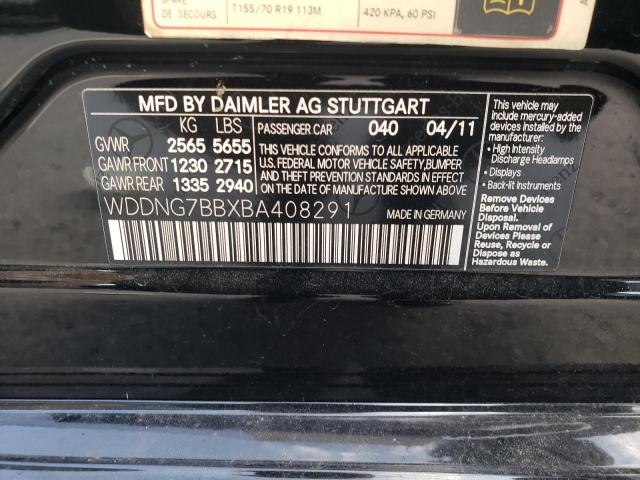 DE SECOURS T155/70 R19 113M 420 KPA, 60 PSI
MFD BY DAIMLER AG STUTTGART
KG LBS
GVWR 2565 5655
GAWR FRONT 1230 2715
GAWR REAR 1335 2940
PASSENGER CAR 040 04/11
THIS VEHICLE CONFORMS TO ALL APPLICABLE
U.S. FEDERAL MOTOR VEHICLE SAFETY, BUMPER
AND THEFT PREVENTION STANDARDS IN
EFFECT ON THE DATE OF MANUFACTURE
SHOWN ABOVE.
WDDNG7BBXBA408291
This vehicle may
include mercury-added
devices installed by the
manufacturer:
• High Intensity
Discharge Headlamps
• Displays
• Back-lit Instruments
Remove Devices
Before Vehicle
Disposal.
Upon Removal of
Devices Please
Reuse, Recycle or
Dispose as
Hazardous Waste.